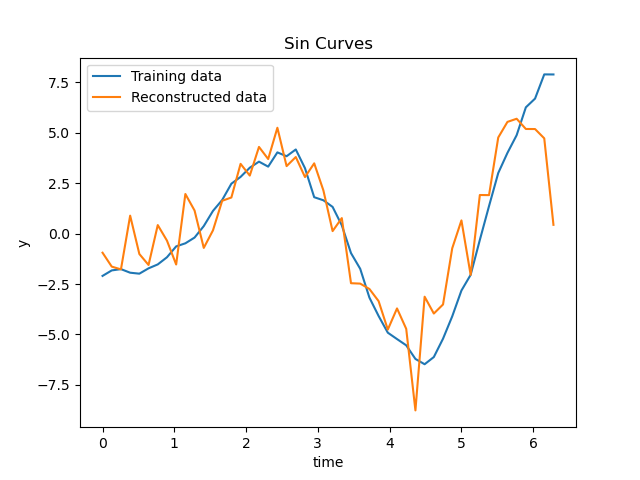 Sin Curves
Training data
Reconstructed data
7.5
5.0
2.5
0.0
−2.5
−5.0
−7.5
y
0 1 2 3 4 5 6
time